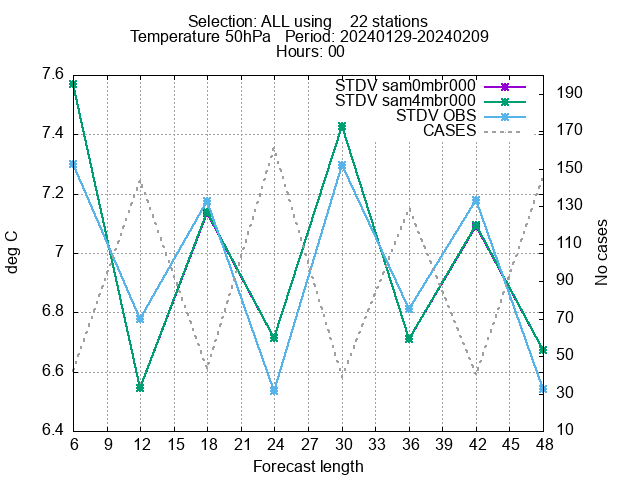 Selection: ALL using 22 stations
Temperature 50hPa Period: 20240129-20240209
Hours: 00
STDV sam0mbr000
STDV sam4mbr000
STDV OBS
CASES
7.6
7.4
7.2
7
6.8
6.6
6.4
deg C
190
170
150
130
110
90
70
50
30
10
No cases
6 9 12 15 18 21 24 27 30 33 36 39 42 45 48
Forecast length